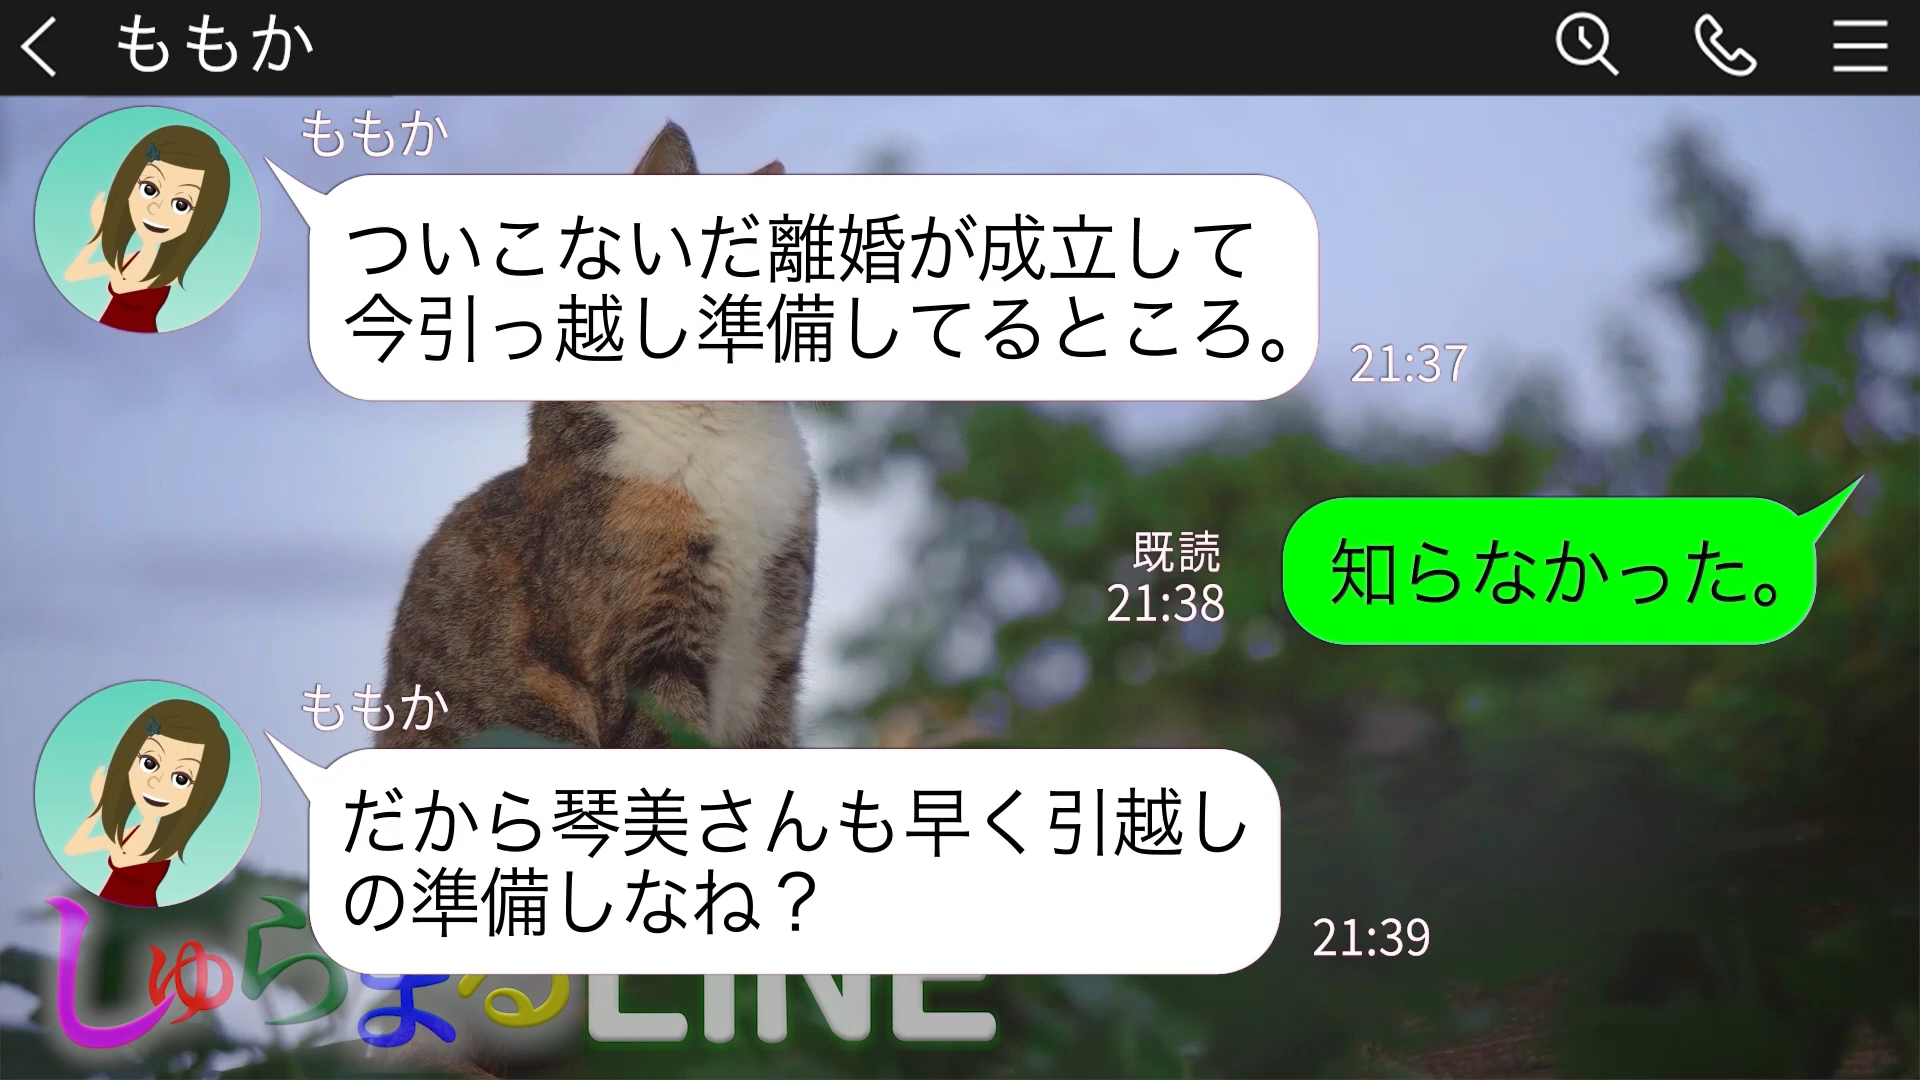 ももか
ももか
ついこないだ離婚が成立して
今引っ越し準備してるところ。
21:37
既読
21:38
知らなかった。
ももか
だから琴美さんも早く引越し
の準備しなね？
21:39
しゅらまるLINE